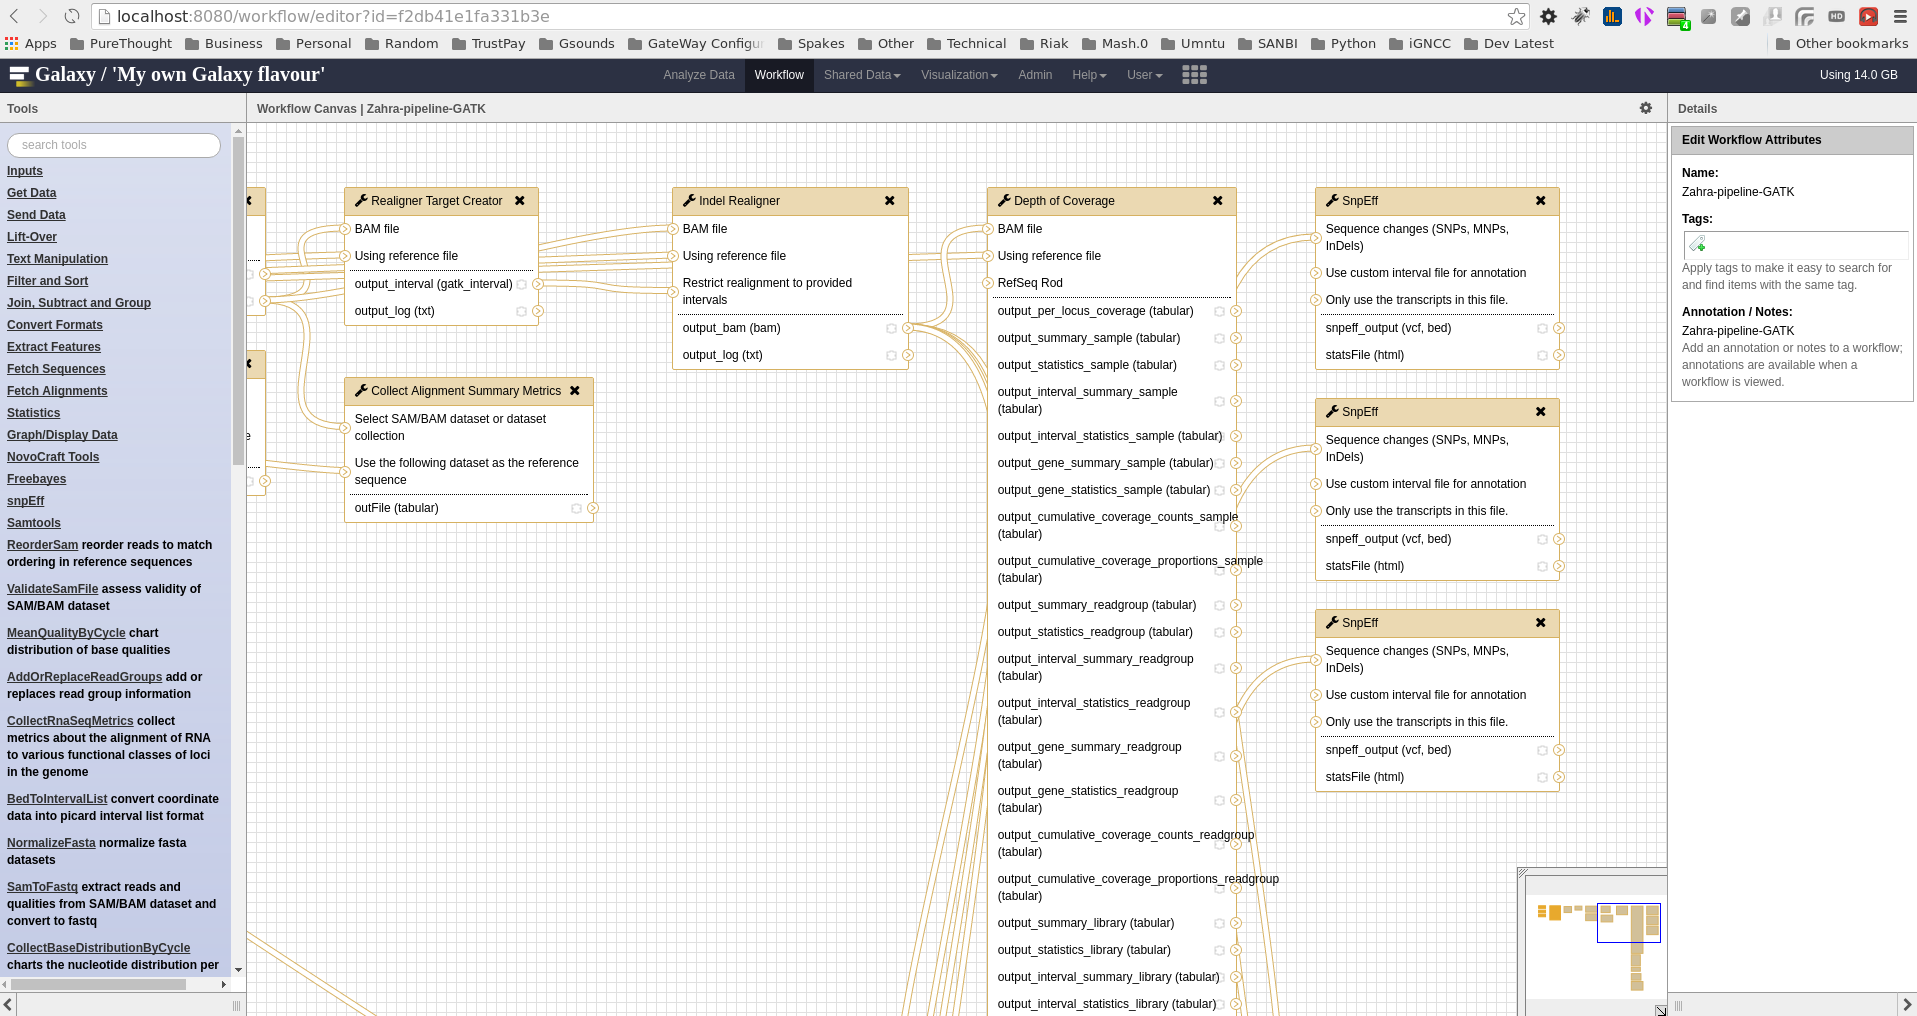 localhost:8080/workflow/editor?id=f2db41e1fa331b3e
4
HD
Apps PureThought Business Personal Random TrustPay Gsounds GateWay Configu Spakes Other Technical Riak Mash.0 Umntu SANBI Python iGNCC Dev Latest Other bookmarks
Galaxy / 'My own Galaxy flavour'
Analyze Data Workflow Shared Data Visualization Admin Help User Using 14.0 GB
Tools
search tools
Inputs
Get Data
Send Data
Lift-Over
Text Manipulation
Filter and Sort
Join, Subtract and Group
Convert Formats
Extract Features
Fetch Sequences
Fetch Alignments
Statistics
Graph/Display Data
NovoCraft Tools
Freebayes
snpEff
Samtools
ReorderSam reorder reads to match
ordering in reference sequences
ValidateSamFile assess validity of
SAM/BAM dataset
MeanQualityByCycle chart
distribution of base qualities
AddOrReplaceReadGroups add or
replaces read group information
CollectRnaSeqMetrics collect
metrics about the alignment of RNA
to various functional classes of loci
in the genome
BedToIntervalList convert coordinate
data into picard interval list format
NormalizeFasta normalize fasta
datasets
SamToFastq extract reads and
qualities from SAM/BAM dataset and
convert to fastq
CollectBaseDistributionByCycle
charts the nucleotide distribution per
Workflow Canvas | Zahra-pipeline-GATK
e
Realigner Target Creator
BAM file
Using reference file
output_interval (gatk_interval)
output_log (txt)
Collect Alignment Summary Metrics
Select SAM/BAM dataset or dataset
collection
Use the following dataset as the reference
sequence
outFile (tabular)
Indel Realigner
BAM file
Using reference file
Restrict realignment to provided
intervals
output_bam (bam)
output_log (txt)
Depth of Coverage
BAM file
Using reference file
RefSeq Rod
output_per_locus_coverage (tabular)
output_summary_sample (tabular)
output_statistics_sample (tabular)
output_interval_summary_sample
(tabular)
output_interval_statistics_sample (tabular)
output_gene_summary_sample (tabular)
output_gene_statistics_sample (tabular)
output_cumulative_coverage_counts_sample
(tabular)
output_cumulative_coverage_proportions_sample
(tabular)
output_summary_readgroup (tabular)
output_statistics_readgroup (tabular)
output_interval_summary_readgroup
(tabular)
output_interval_statistics_readgroup
(tabular)
output_gene_summary_readgroup
(tabular)
output_gene_statistics_readgroup
(tabular)
output_cumulative_coverage_counts_readgroup
(tabular)
output_cumulative_coverage_proportions_readgroup
(tabular)
output_summary_library (tabular)
output_statistics_library (tabular)
output_interval_summary_library (tabular)
output_interval_statistics_library (tabular)
SnpEff
Sequence changes (SNPs, MNPs,
InDels)
Use custom interval file for annotation
Only use the transcripts in this file.
snpeff_output (vcf, bed)
statsFile (html)
SnpEff
Sequence changes (SNPs, MNPs,
InDels)
Use custom interval file for annotation
Only use the transcripts in this file.
snpeff_output (vcf, bed)
statsFile (html)
SnpEff
Sequence changes (SNPs, MNPs,
InDels)
Use custom interval file for annotation
Only use the transcripts in this file.
snpeff_output (vcf, bed)
statsFile (html)
Details
Edit Workflow Attributes
Name:
Zahra-pipeline-GATK
Tags:
Apply tags to make it easy to search for
and find items with the same tag.
Annotation / Notes:
Zahra-pipeline-GATK
Add an annotation or notes to a workflow;
annotations are available when a
workflow is viewed.